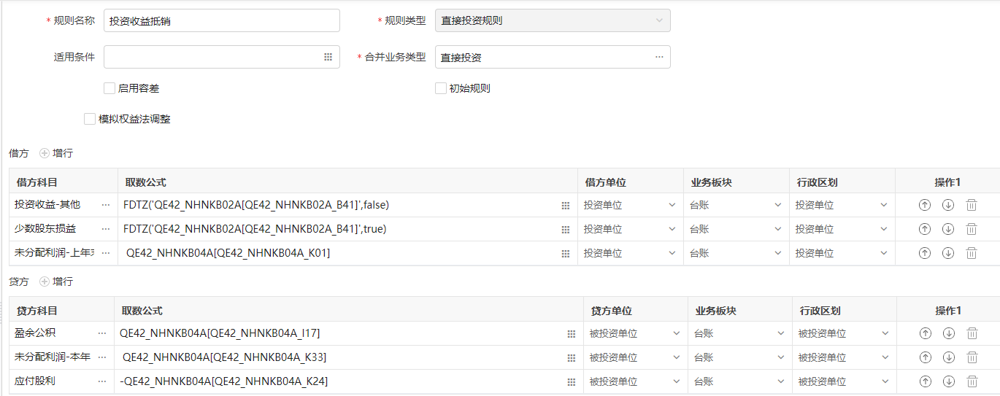 * 规则名称 投资收益抵销 * 规则类型 直接投资规则
适用条件 * 合并业务类型 直接投资 ···
启用容差 初始规则
模拟权益法调整
借方 增行
借方科目 取数公式 借方单位 业务板块 行政区划 操作1
投资收益-其他 ··· FDTZ('QE42_NHNKB02A[QE42_NHNKB02A_B41]',false) 投资单位 台账 投资单位
少数股东损益 ··· FDTZ('QE42_NHNKB02A[QE42_NHNKB02A_B41]',true) 投资单位 台账 投资单位
未分配利润-上年 ··· QE42_NHNKB04A[QE42_NHNKB04A_K01] 投资单位 台账 投资单位
贷方 增行
贷方科目 取数公式 贷方单位 业务板块 行政区划 操作1
盈余公积 ··· QE42_NHNKB04A[QE42_NHNKB04A_I17] 被投资单位 台账 被投资单位
未分配利润-本年 ··· QE42_NHNKB04A[QE42_NHNKB04A_K33] 被投资单位 台账 被投资单位
应付股利 ··· -QE42_NHNKB04A[QE42_NHNKB04A_K24] 被投资单位 台账 被投资单位